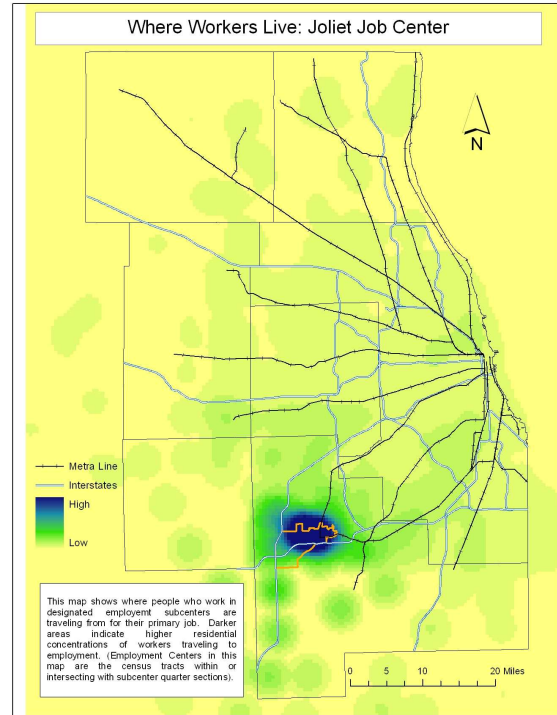 Where Workers Live: Joliet Job Center
N
Metra Line
Interstates
High
Low
This map shows where people who work in
designated employemt subcenters are
traveling from for their primary job. Darker
areas indicate higher residential
concentrations of workers traveling to
employment. (Employment Centers in this
map are the census tracts within or
intersecting with subcenter quarter sections).
0 5 10 20 Miles